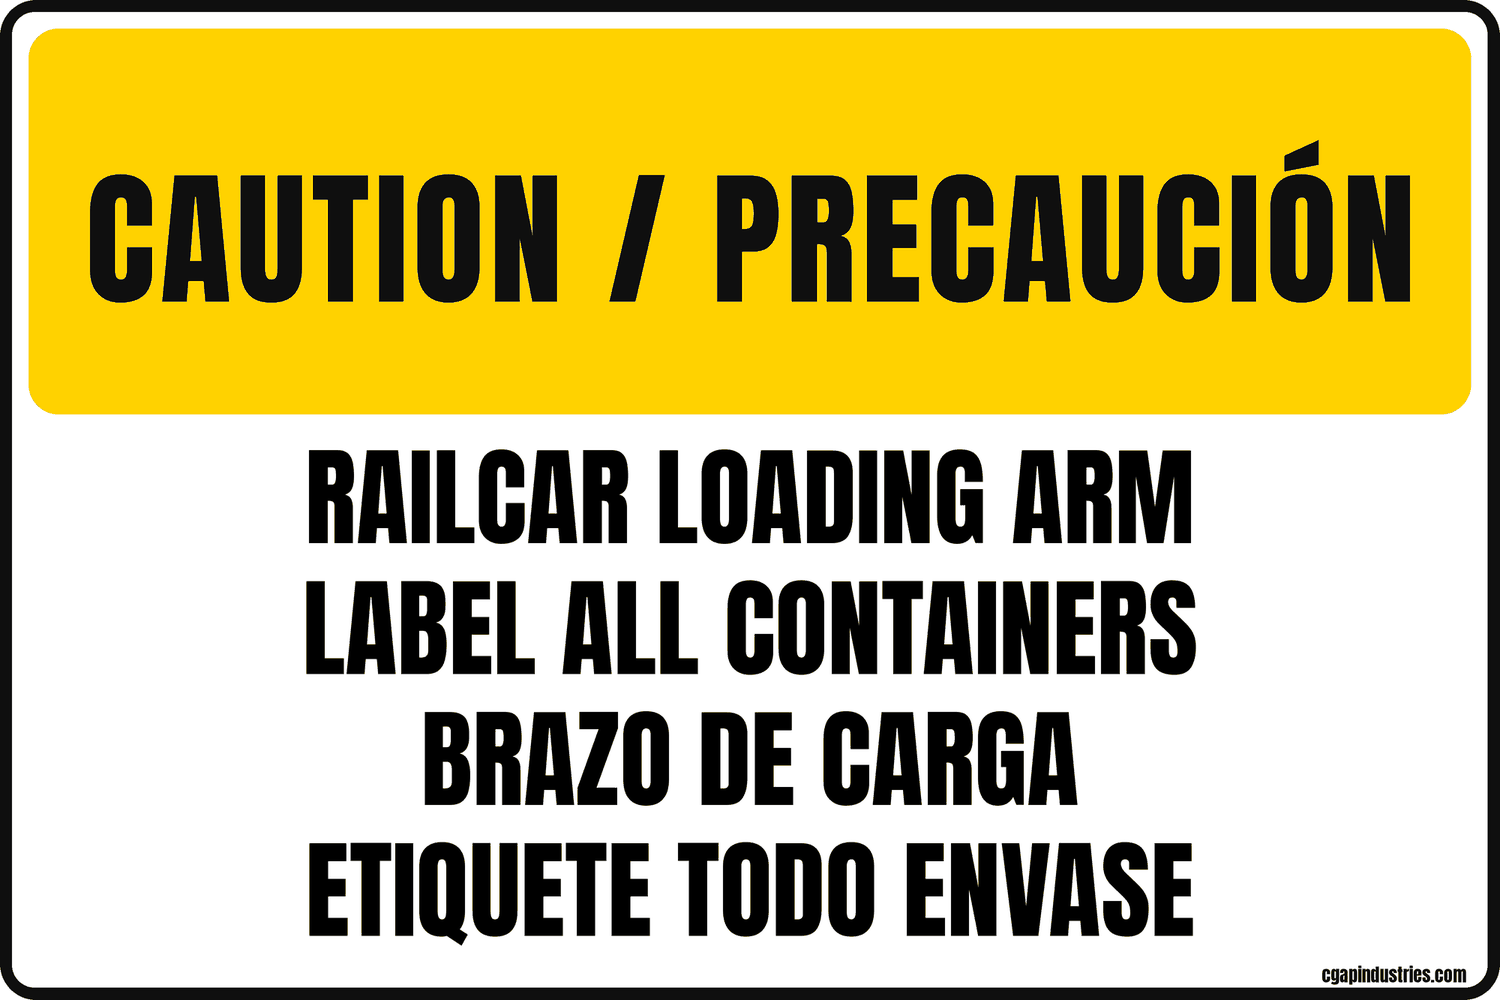 CAUTION / PRECAUCIÓN
RAILCAR LOADING ARM
LABEL ALL CONTAINERS
BRAZO DE CARGA
ETIQUETE TODO ENVASE
cgapindustries.com